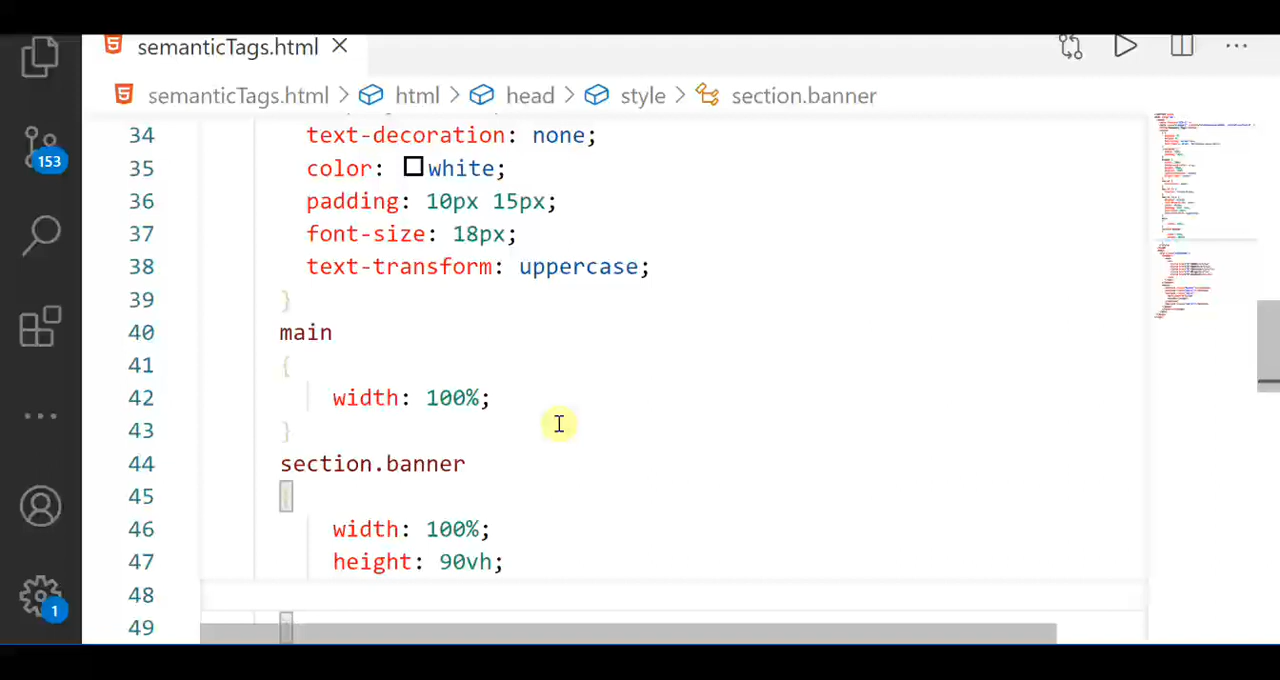 semanticTags.html
semanticTags.html > html > head > style > section.banner
34 text-decoration: none;
35 color: white;
36 padding: 10px 15px;
37 font-size: 18px;
38 text-transform: uppercase;
39 }
40 main
41 {
42 width: 100%;
43 }
44 section.banner
45 {
46 width: 100%;
47 height: 90vh;
48
49 }
153
1